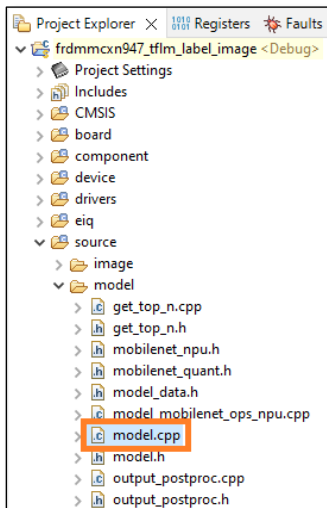 Project Explorer Registers Faults
frdmmcxn947_tflm_label_image <Debug>
Project Settings
Includes
CMSIS
board
component
device
drivers
eiq
source
image
model
get_top_n.cpp
get_top_n.h
mobilenet_npu.h
mobilenet_quant.h
model_data.h
model_mobilenet_ops_npu.cpp
model.cpp
model.h
output_postproc.cpp
output_postproc.h